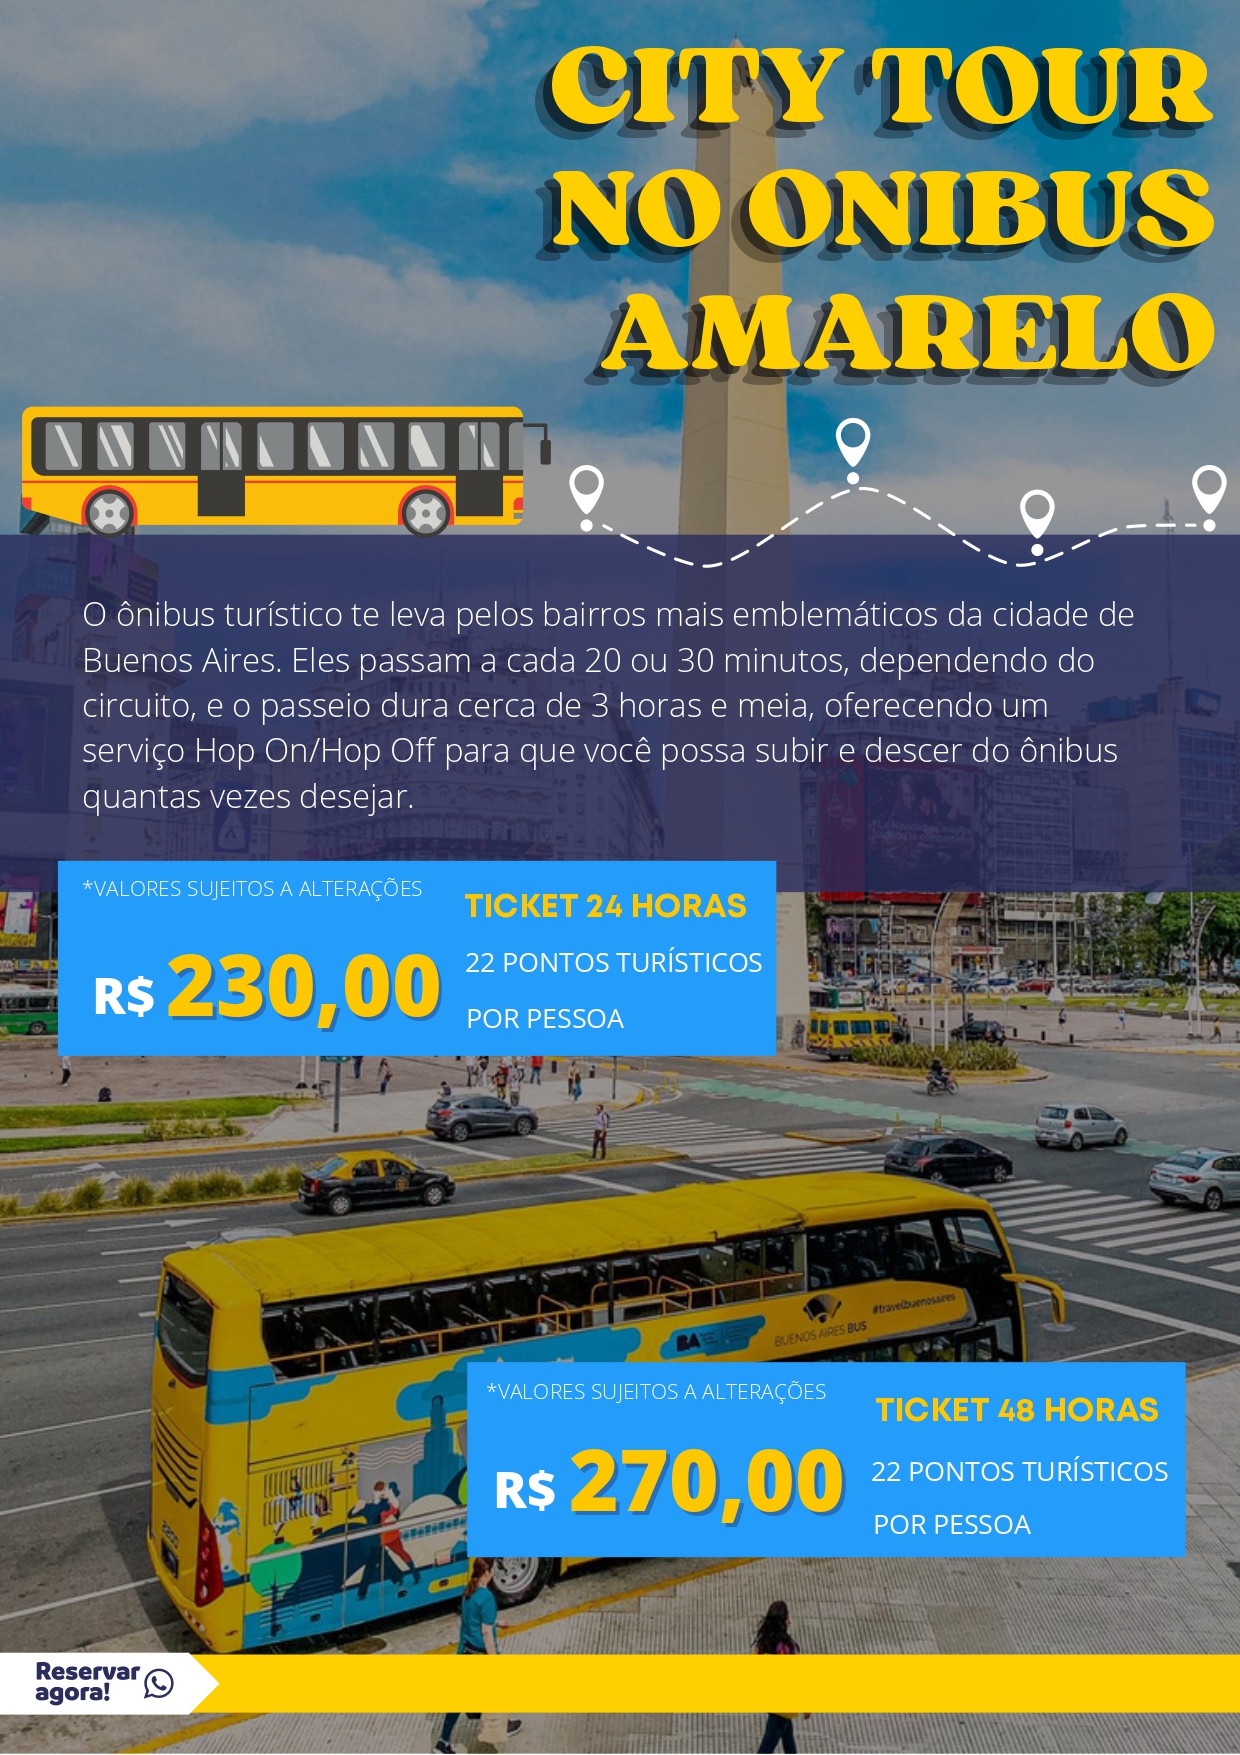 CITY TOUR
NO ONIBUS
AMARELO
O ônibus turístico te leva pelos bairros mais emblemáticos da cidade de
Buenos Aires. Eles passam a cada 20 ou 30 minutos, dependendo do
circuito, e o passeio dura cerca de 3 horas e meia, oferecendo um
serviço Hop On/Hop Off para que você possa subir e descer do ônibus
quantas vezes desejar.
*VALORES SUJEITOS A ALTERAÇÕES
TICKET 24 HORAS
R$ 230,00
22 PONTOS TURÍSTICOS
POR PESSOA
#travelbuenosaires
BA
BUENOS AIRES BUS
*VALORES SUJEITOS A ALTERAÇÕES
TICKET 48 HORAS
R$ 270,00
22 PONTOS TURÍSTICOS
POR PESSOA
Reservar
agora!